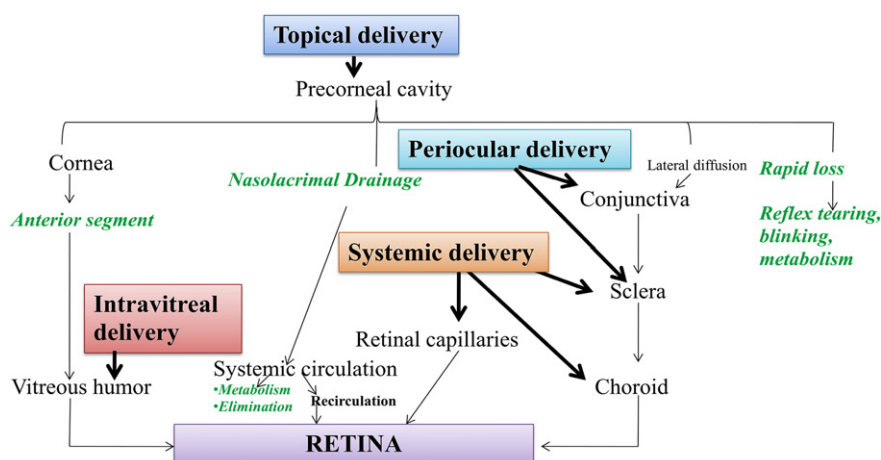 Topical delivery
Precorneal cavity
Cornea
Periocular delivery
Lateral diffusion
Rapid loss
Nasolacrimal Drainage
Conjunctiva
Anterior segment
Reflex tearing,
blinking,
metabolism
Systemic delivery
Sclera
Intravitreal
delivery
Retinal capillaries
Systemic circulation
Vitreous humor
•Metabolism
•Elimination
Recirculation
Choroid
RETINA